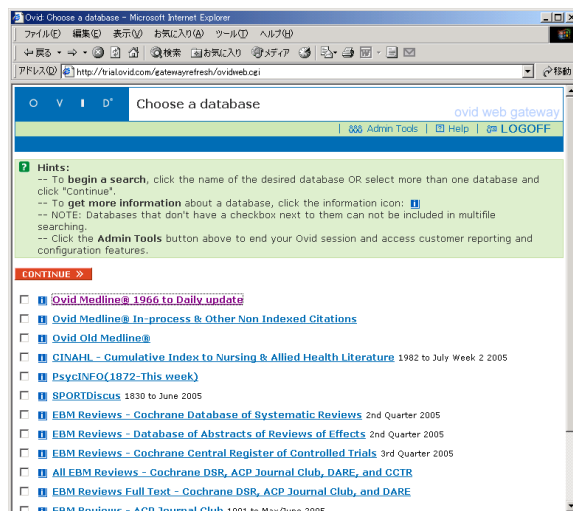 Ovid: Choose a database - Microsoft Internet Explorer
ファイル(F) 編集(E) 表示(V) お気に入り(A) ツール(T) ヘルプ(H)
戻る 検索 お気に入り メディア
アドレス(D) http://trial.ovid.com/gatewayrefresh/ovidweb.cgi 移動
O V I D Choose a database
ovid web gateway
Admin Tools | Help | LOGOFF
Hints:
-- To begin a search, click the name of the desired database OR select more than one database and
click "Continue".
-- To get more information about a database, click the information icon:
-- NOTE: Databases that don't have a checkbox next to them can not be included in multifile
searching.
-- Click the Admin Tools button above to end your Ovid session and access customer reporting and
configuration features.
CONTINUE »
Ovid Medline® 1966 to Daily update
Ovid Medline® In-process & Other Non Indexed Citations
Ovid Old Medline®
CINAHL - Cumulative Index to Nursing & Allied Health Literature 1982 to July Week 2 2005
PsycINFO(1872-This week)
SPORTDiscus 1830 to June 2005
EBM Reviews - Cochrane Database of Systematic Reviews 2nd Quarter 2005
EBM Reviews - Database of Abstracts of Reviews of Effects 2nd Quarter 2005
EBM Reviews - Cochrane Central Register of Controlled Trials 3rd Quarter 2005
All EBM Reviews - Cochrane DSR, ACP Journal Club, DARE, and CCTR
EBM Reviews Full Text - Cochrane DSR, ACP Journal Club, and DARE
EBM Reviews - ACP Journal Club 1991 to May/June 2005